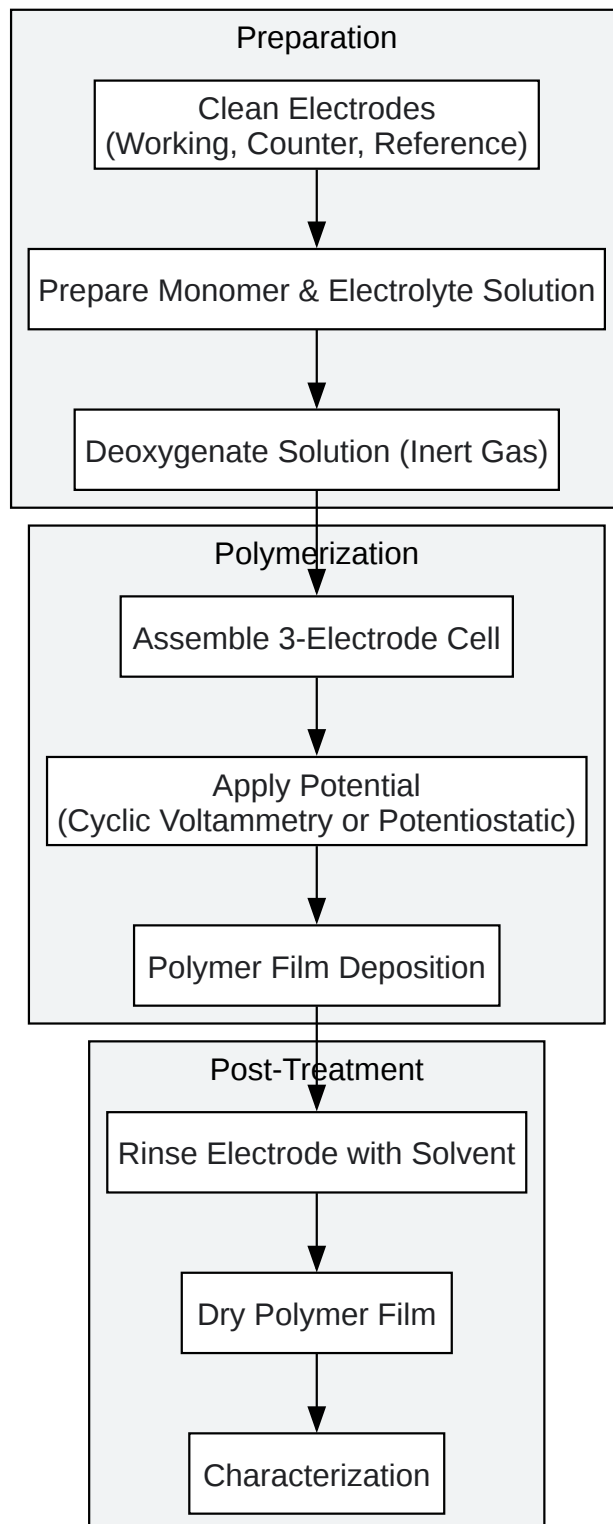 Preparation
Clean Electrodes
(Working, Counter, Reference)
Prepare Monomer & Electrolyte Solution
Deoxygenate Solution (Inert Gas)
Polymerization
Assemble 3-Electrode Cell
Apply Potential
(Cyclic Voltammetry or Potentiostatic)
Polymer Film Deposition
Post-Treatment
Rinse Electrode with Solvent
Dry Polymer Film
Characterization